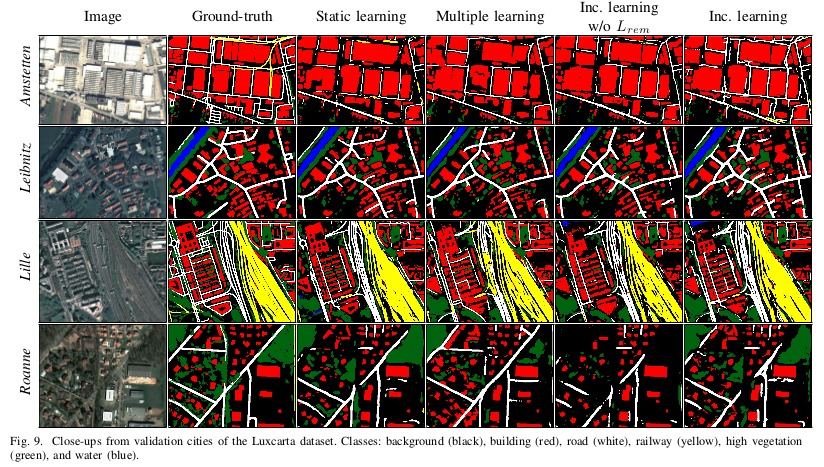 Image Ground-truth Static learning Multiple learning Inc. learning w/o L_rem Inc. learning
Amstetten
Leibnitz
Lille
Roanne
Fig. 9. Close-ups from validation cities of the Luxcarta dataset. Classes: background (black), building (red), road (white), railway (yellow), high vegetation
(green), and water (blue).